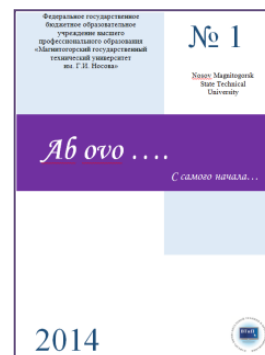 Федеральное государственное
бюджетное образовательное
учреждение высшего
профессионального образования
«Магнитогорский государственный
технический университет
им. Г.И. Носова»
№ 1
Nosov Magnitogorsk
State Technical
University
Ab ovo ….
С самого начала…
2014